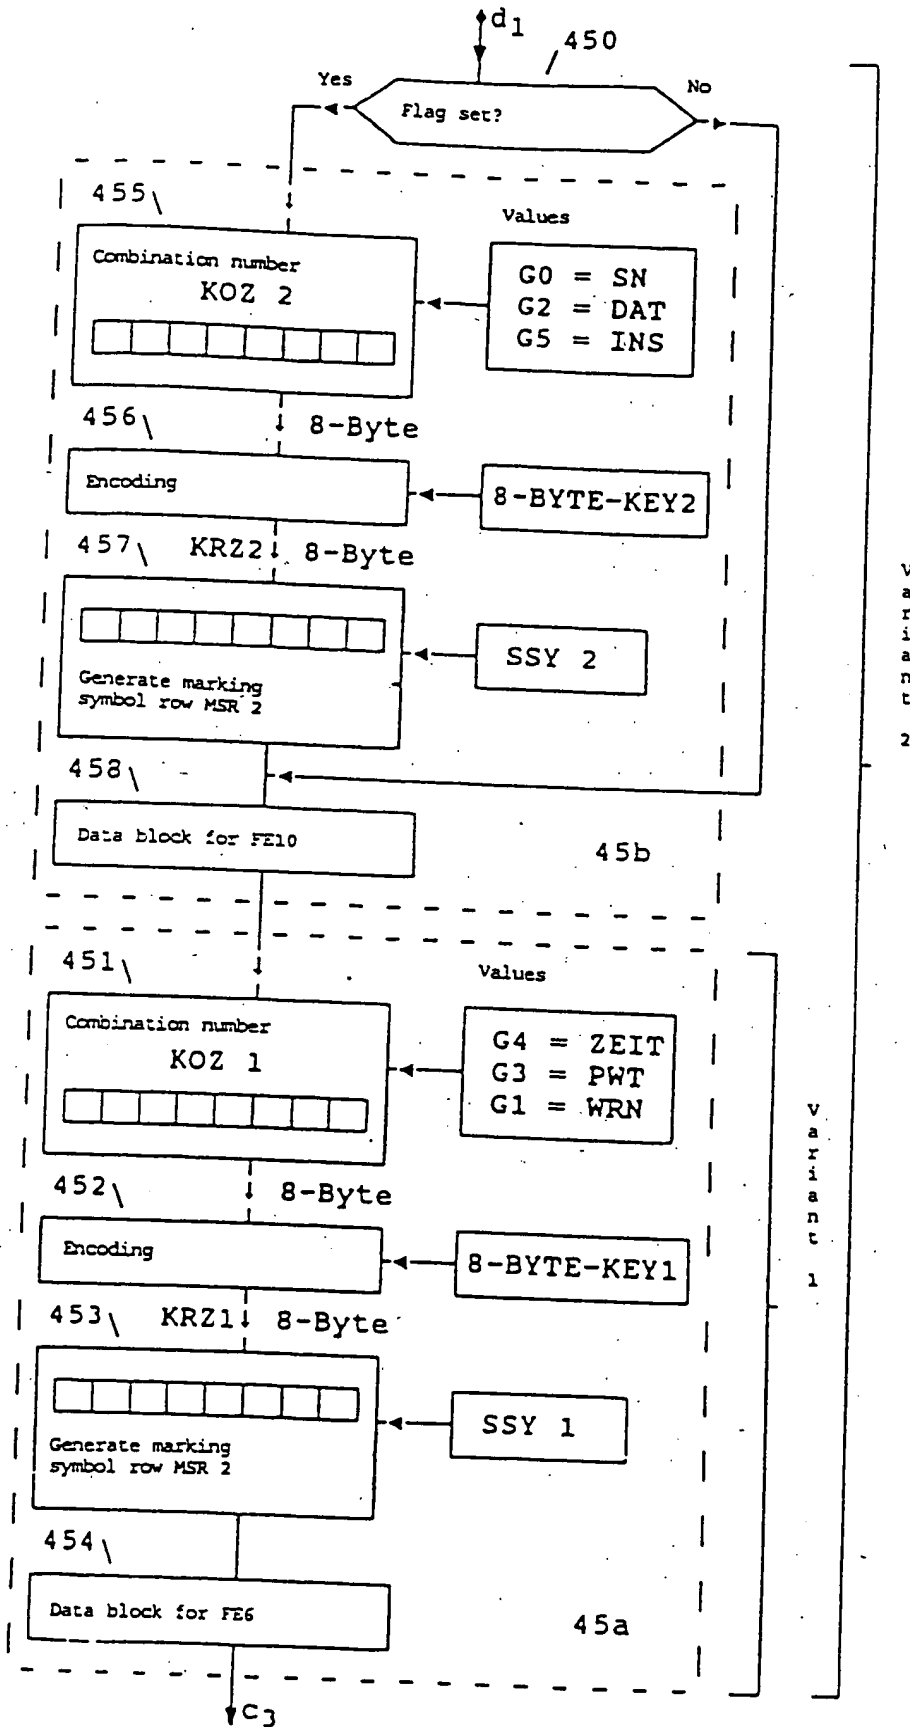 d1
450
Yes
No
Flag set?
455
Values
Combination number
KOZ 2
G0 = SN
G2 = DAT
G5 = INS
456
8-Byte
Encoding
8-BYTE-KEY2
457
KRZ2
8-Byte
SSY 2
Generate marking
symbol row MSR 2
458
Data block for FE10
45b
Variant 2
451
Values
Combination number
KOZ 1
G4 = ZEIT
G3 = PWT
G1 = WRN
Variant 1
452
8-Byte
Encoding
8-BYTE-KEY1
453
KRZ1
8-Byte
SSY 1
Generate marking
symbol row MSR 2
454
Data block for FE6
45a
c3